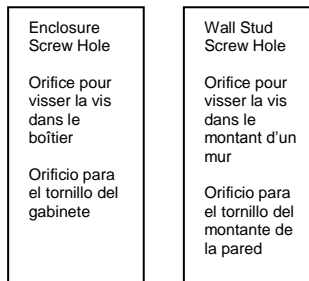 Enclosure
Screw Hole
Orifice pour
visser la vis
dans le
boîtier
Orificio para
el tornillo del
gabinete
Wall Stud
Screw Hole
Orifice pour
visser la vis
dans le
montant d'un
mur
Orificio para
el tornillo del
montante de
la pared